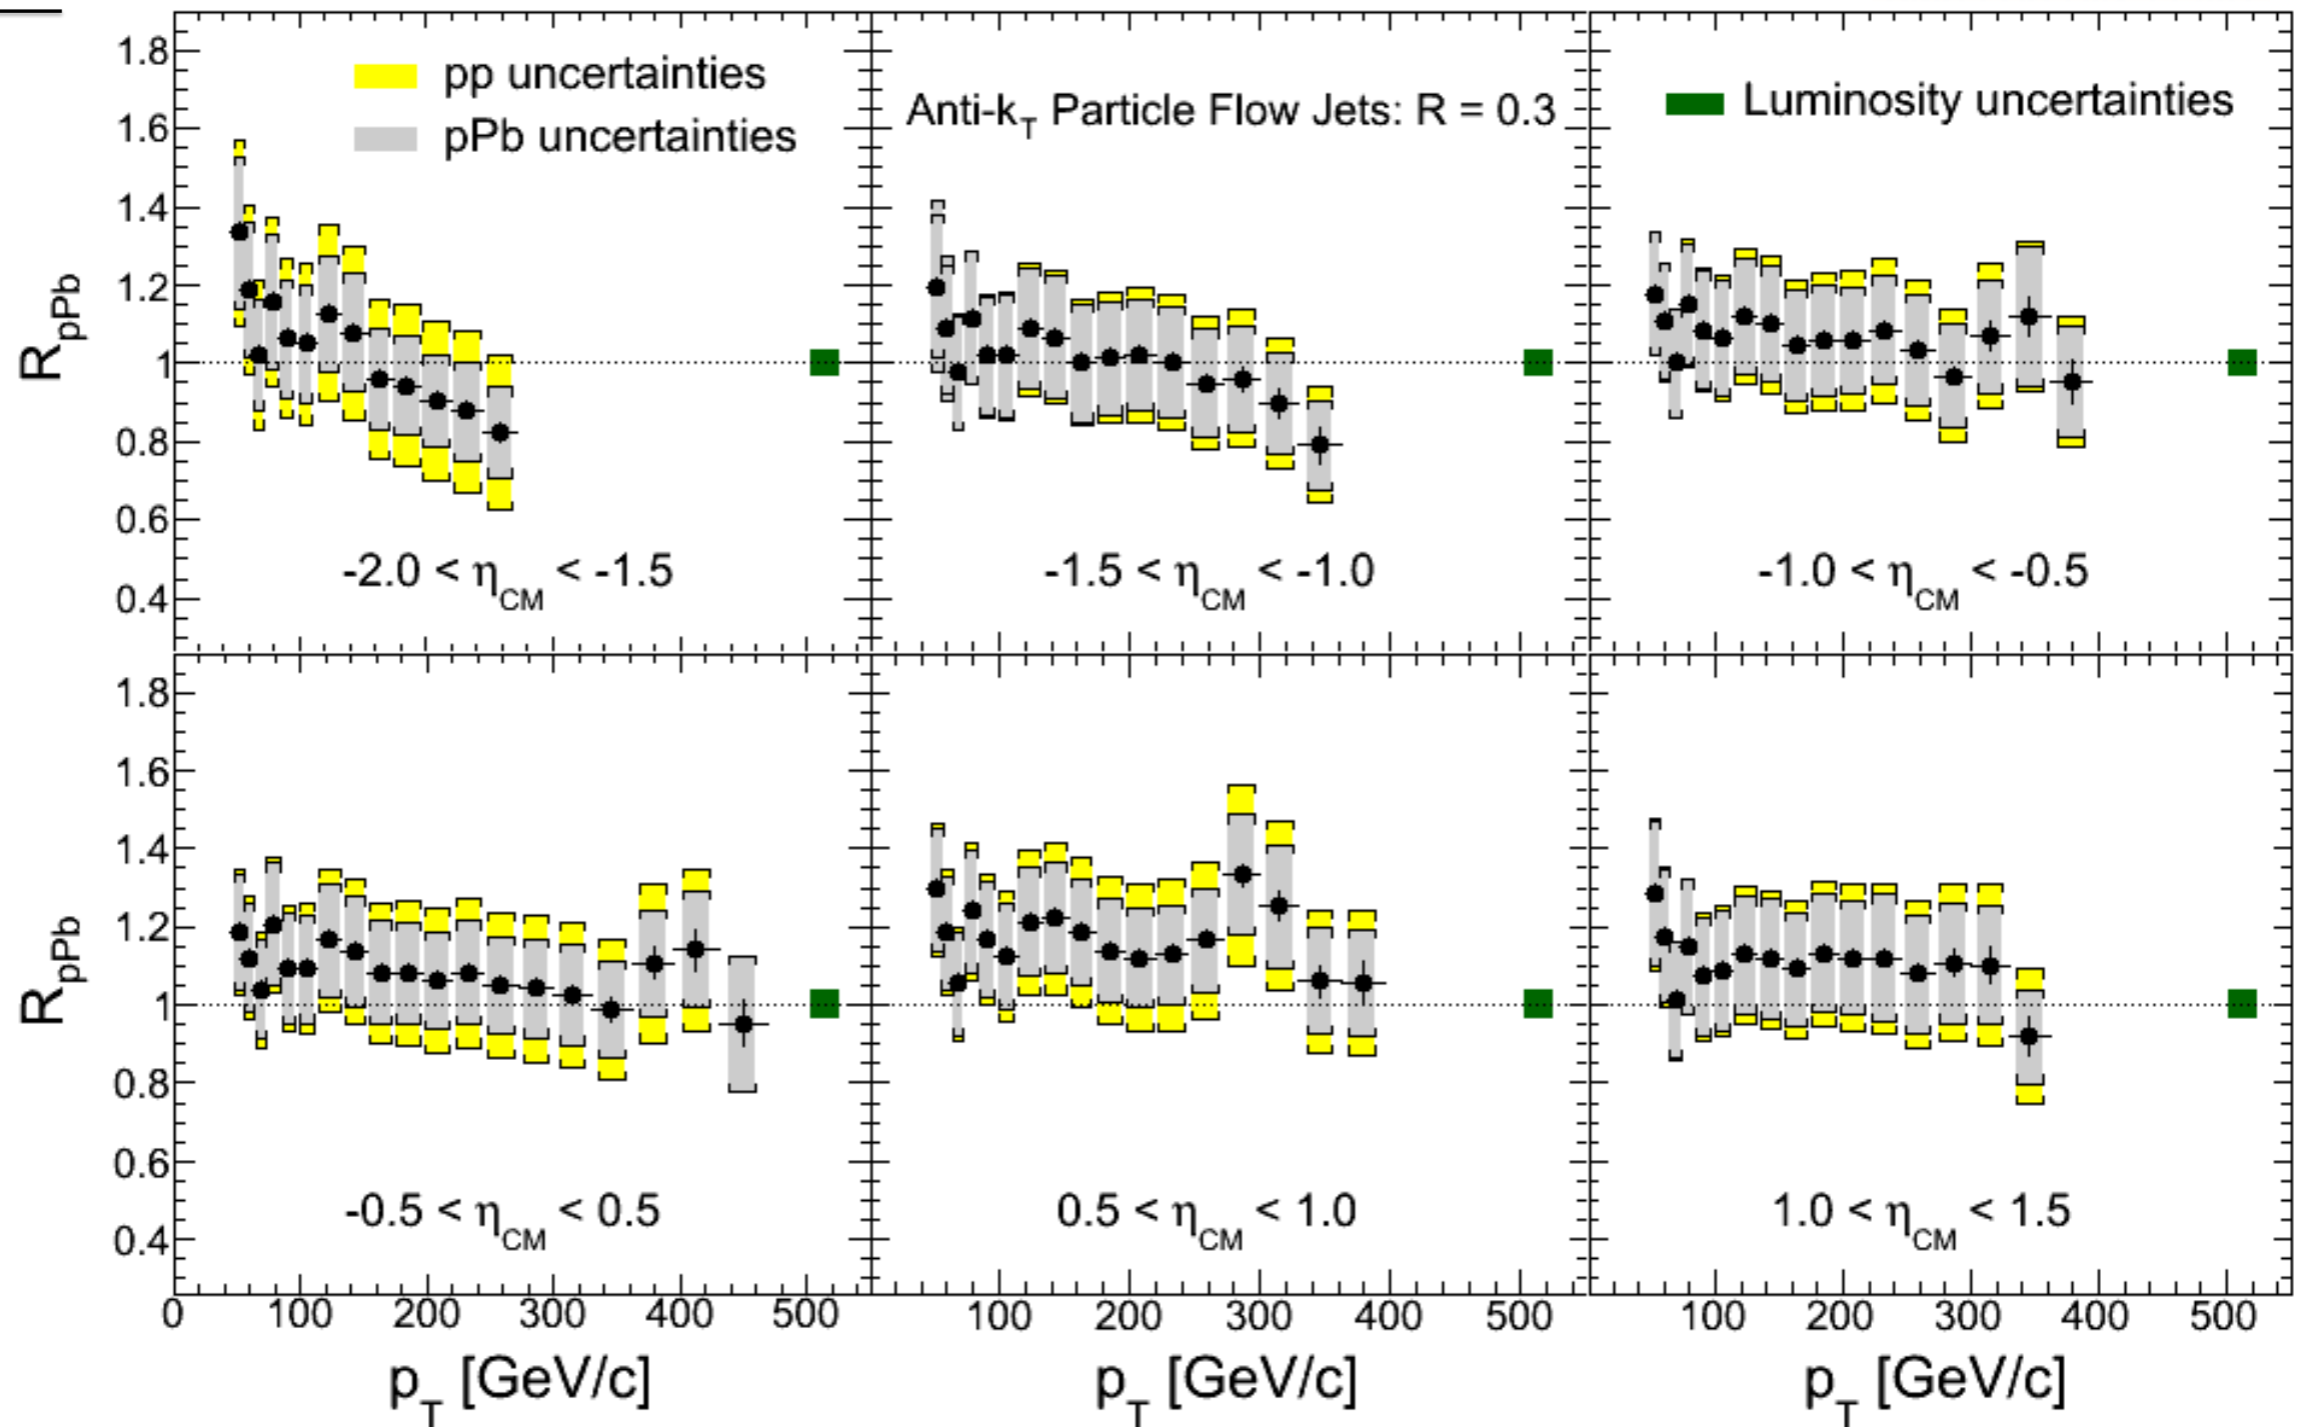 1.8
1.6
1.4
1.2
1
0.8
0.6
0.4
R_pPb
pp uncertainties
pPb uncertainties
-2.0 < η_CM < -1.5
Anti-k_T Particle Flow Jets: R = 0.3
-1.5 < η_CM < -1.0
Luminosity uncertainties
-1.0 < η_CM < -0.5
1.8
1.6
1.4
1.2
1
0.8
0.6
0.4
R_pPb
-0.5 < η_CM < 0.5
0.5 < η_CM < 1.0
1.0 < η_CM < 1.5
0 100 200 300 400 500
100 200 300 400 500
100 200 300 400 500
p_T [GeV/c]
p_T [GeV/c]
p_T [GeV/c]